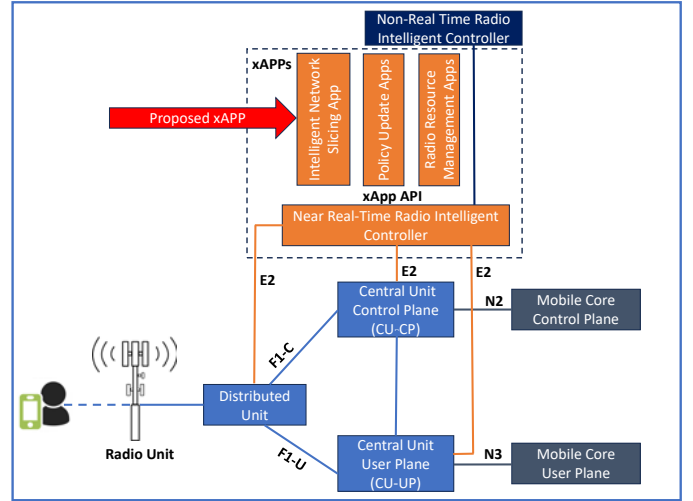 Non-Real Time Radio
Intelligent Controller
xAPPs
Proposed xAPP
Intelligent Network
Slicing App
Policy Update Apps
Radio Resource
Management Apps
xApp API
Near Real-Time Radio Intelligent
Controller
E2
E2
E2
Central Unit
Control Plane
(CU-CP)
N2
Mobile Core
Control Plane
F1-C
Distributed
Unit
Radio Unit
F1-U
Central Unit
User Plane
(CU-UP)
N3
Mobile Core
User Plane